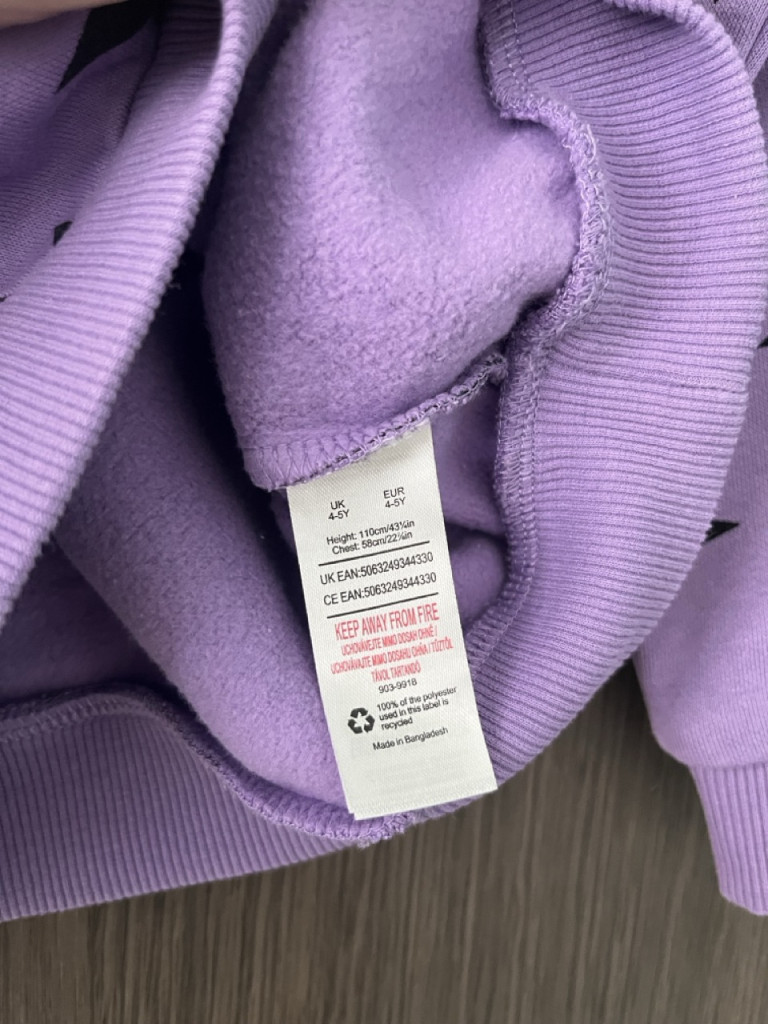 UK EUR
4-5Y 4-5Y
Height: 110cm/43¼in
Chest: 58cm/22¾in
UK EAN:5063249344330
CE EAN:5063249344330
KEEP AWAY FROM FIRE
UCHOVÁVEJTE MIMO DOSAH OHNĚ /
UCHOVÁVAJTE MIMO DOSAHU OHŇA / TŰZTŐL
TÁVOL TARTANDÓ
903-9918
100% of the polyester
used in this label is
recycled
Made in Bangladesh